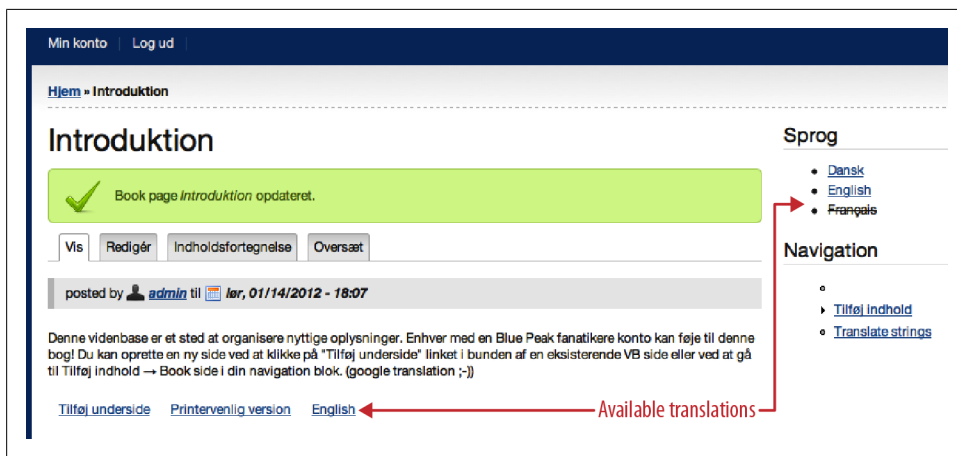 Min konto | Log ud |
Hjem » Introduktion
Introduktion
Book page Introduktion opdateret.
Vis Redigér Indholdsfortegnelse Oversæt
posted by admin til lør, 01/14/2012 - 18:07
Denne videnbase er et sted at organisere nyttige oplysninger. Enhver med en Blue Peak fanatikere konto kan føje til denne
bog! Du kan oprette en ny side ved at klikke på "Tilføj underside" linket i bunden af en eksisterende VB side eller ved at gå
til Tilføj indhold → Book side i din navigation blok. (google translation ;-))
Tilføj underside Printervenlig version English
Available translations
Sprog
Dansk
English
Français
Navigation
Tilføj indhold
Translate strings